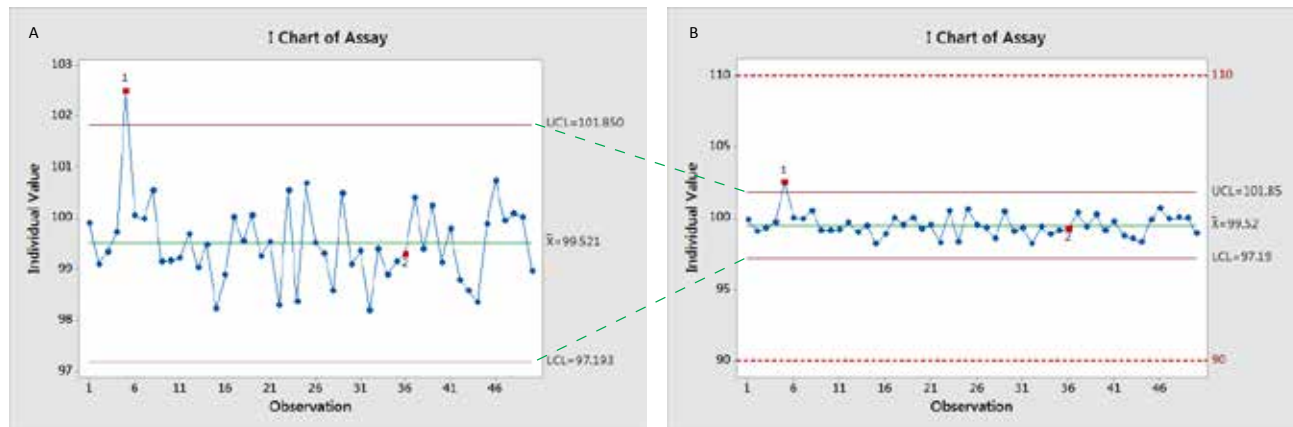 A
I Chart of Assay
103
102
101
100
99
98
97
Individual Value
1
2
UCL=101.850
X̄=99.521
LCL=97.193
1 6 11 16 21 26 31 36 41 46
Observation
B
I Chart of Assay
110
105
100
95
90
Individual Value
1
2
110
UCL=101.85
X̄=99.52
LCL=97.19
90
1 6 11 16 21 26 31 36 41 46
Observation